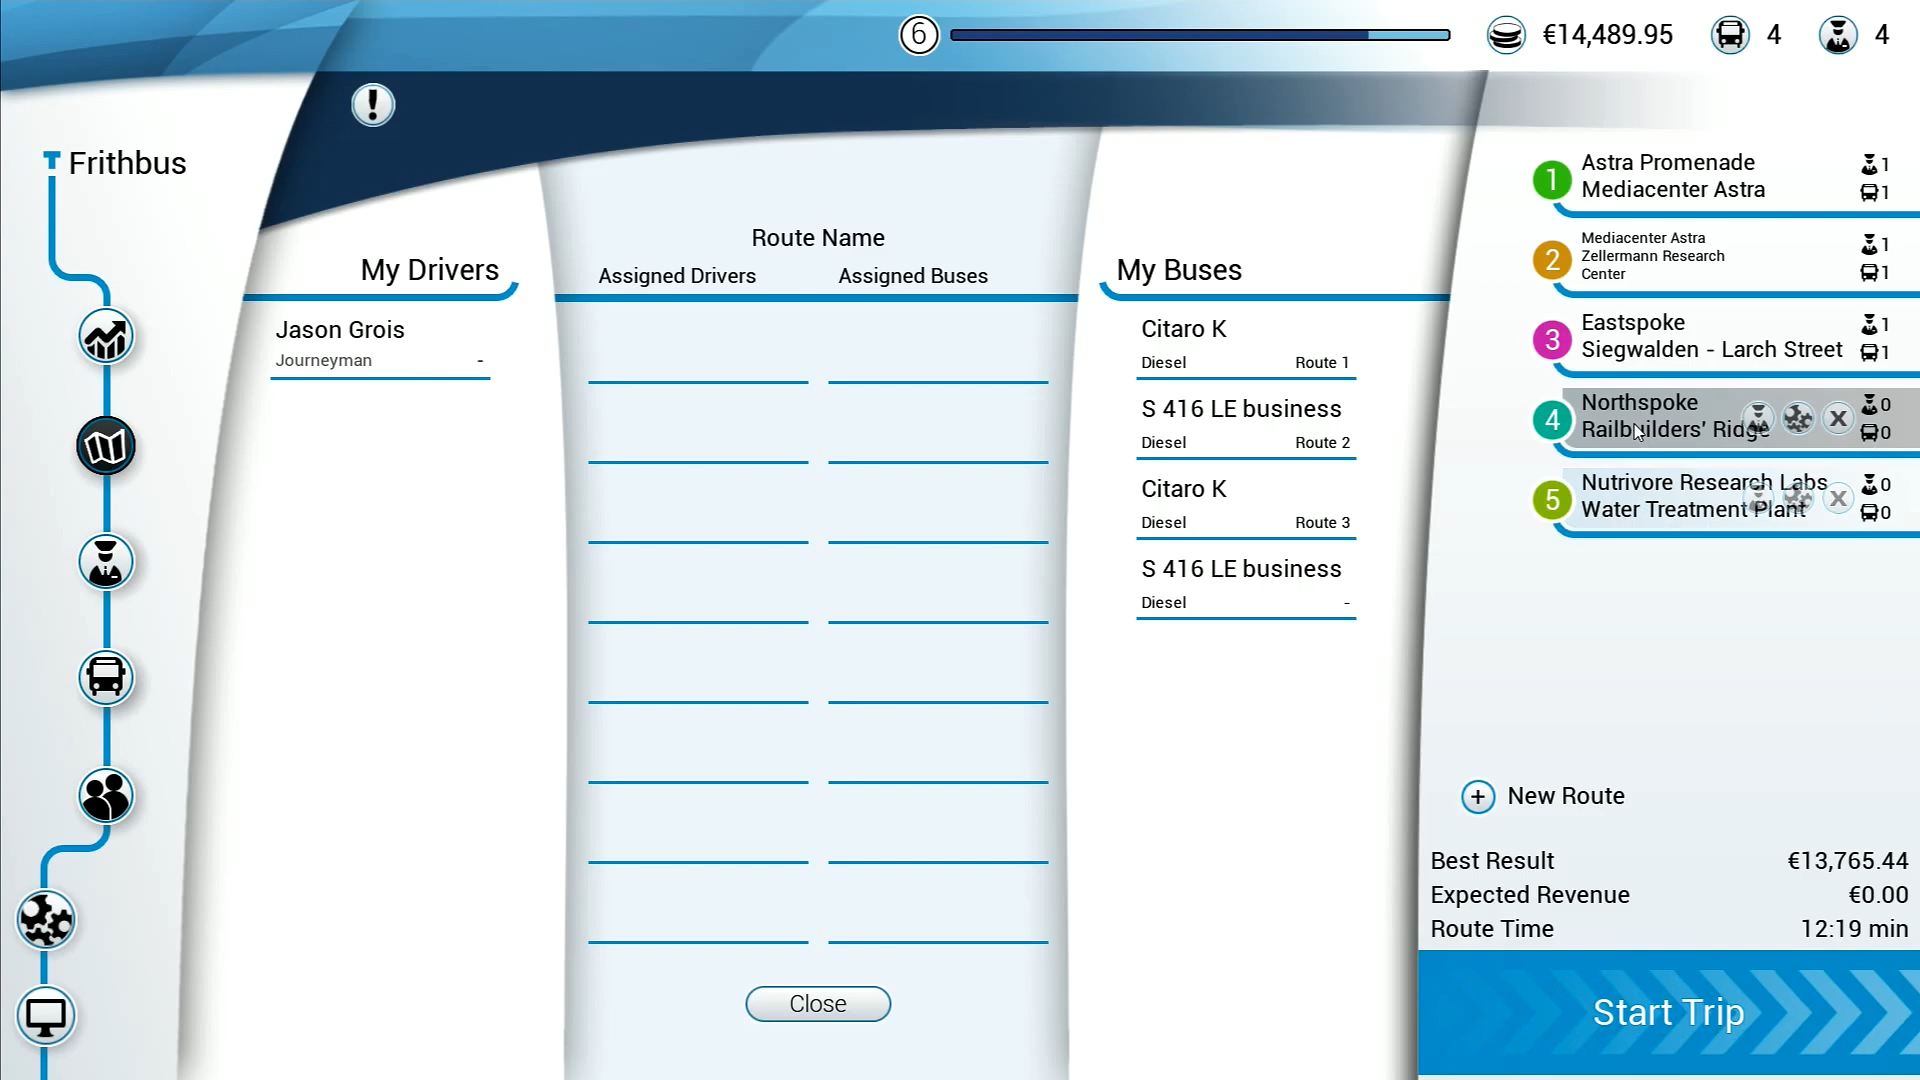 6
€14,489.95
4
4
Frithbus
My Drivers
Jason Grois
Journeyman -
Route Name
Assigned Drivers Assigned Buses
Close
My Buses
Citaro K
Diesel Route 1
S 416 LE business
Diesel Route 2
Citaro K
Diesel Route 3
S 416 LE business
Diesel -
1
Astra Promenade
Mediacenter Astra
1
1
2
Mediacenter Astra
Zellermann Research
Center
1
1
3
Eastspoke
Siegwalden - Larch Street
1
1
4
Northspoke
Railbuilders' Ridge
X
0
0
5
Nutrivore Research Labs
Water Treatment Plant
X
0
0
+ New Route
Best Result €13,765.44
Expected Revenue €0.00
Route Time 12:19 min
Start Trip